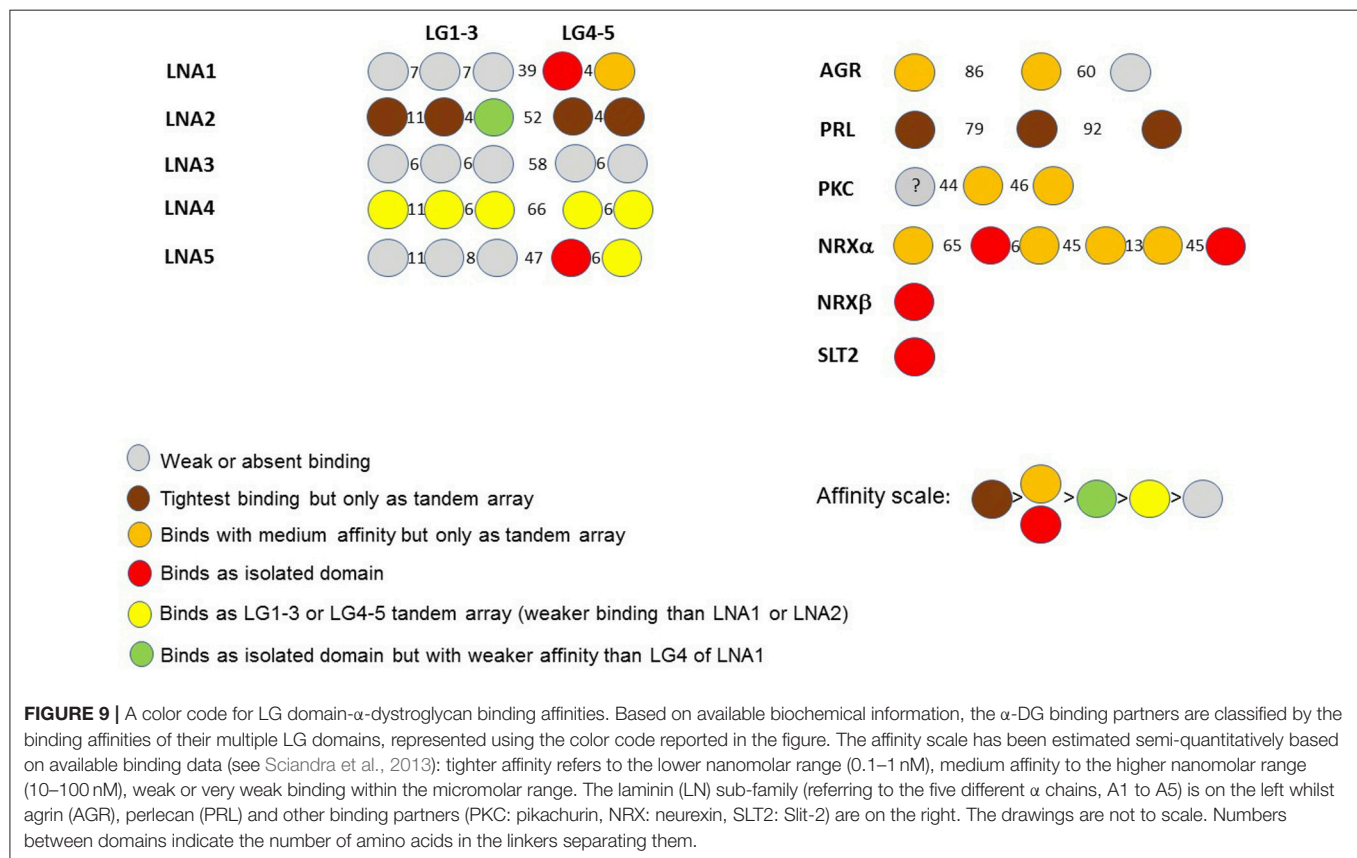 LG1-3 LG4-5
LNA1 7 7 39 4
LNA2 11 4 52 4
LNA3 6 6 58 6
LNA4 11 6 66 6
LNA5 11 8 47 6
AGR 86 60
PRL 79 92
PKC ? 44 46
NRXα 65 6 45 13 45
NRXβ
SLT2
Weak or absent binding
Tightest binding but only as tandem array
Binds with medium affinity but only as tandem array
Binds as isolated domain
Binds as LG1-3 or LG4-5 tandem array (weaker binding than LNA1 or LNA2)
Binds as isolated domain but with weaker affinity than LG4 of LNA1
Affinity scale: > > > >
FIGURE 9 | A color code for LG domain-α-dystroglycan binding affinities. Based on available biochemical information, the α-DG binding partners are classified by the
binding affinities of their multiple LG domains, represented using the color code reported in the figure. The affinity scale has been estimated semi-quantitatively based
on available binding data (see Sciandra et al., 2013): tighter affinity refers to the lower nanomolar range (0.1–1 nM), medium affinity to the higher nanomolar range
(10–100 nM), weak or very weak binding within the micromolar range. The laminin (LN) sub-family (referring to the five different α chains, A1 to A5) is on the left whilst
agrin (AGR), perlecan (PRL) and other binding partners (PKC: pikachurin, NRX: neurexin, SLT2: Slit-2) are on the right. The drawings are not to scale. Numbers
between domains indicate the number of amino acids in the linkers separating them.